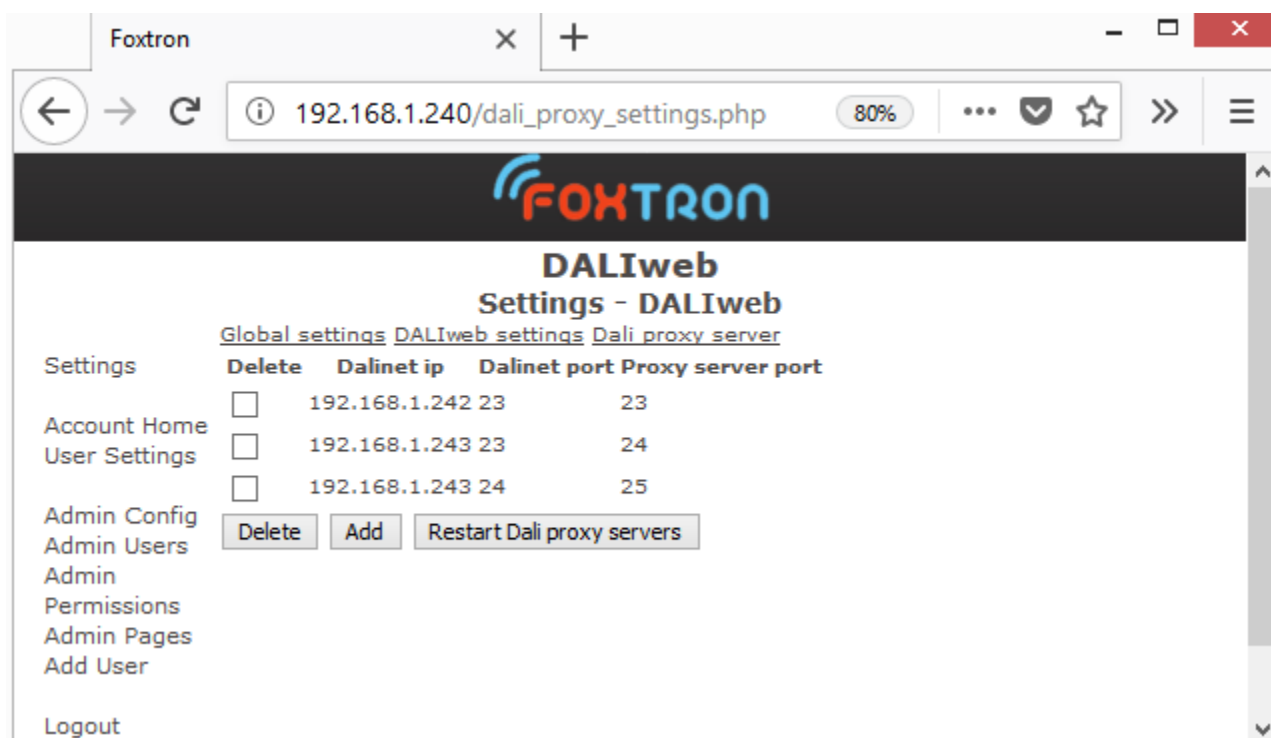 Foxtron
192.168.1.240/dali_proxy_settings.php 80%
FOXTRON
DALIweb
Settings - DALIweb
Global settings DALIweb settings Dali proxy server
Settings
Delete Dalinet ip Dalinet port Proxy server port
192.168.1.242 23 23
Account Home
192.168.1.243 23 24
User Settings
192.168.1.243 24 25
Admin Config
Delete Add Restart Dali proxy servers
Admin Users
Admin
Permissions
Admin Pages
Add User
Logout